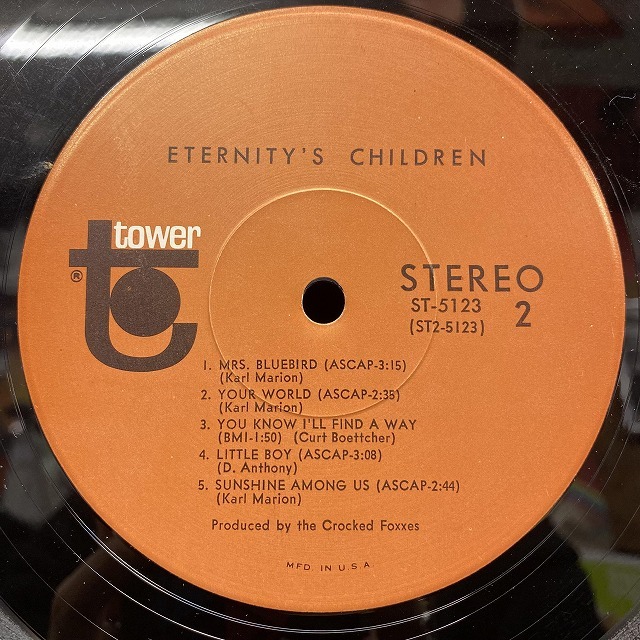 ETERNITY'S CHILDREN
tower
®
STEREO
ST-5123
2
(ST2-5123)
1. MRS. BLUEBIRD (ASCAP-3:15)
(Karl Marion)
2. YOUR WORLD (ASCAP-2:35)
(Karl Marion)
3. YOU KNOW I'LL FIND A WAY
(BMI-1:50) (Curt Boettcher)
4. LITTLE BOY (ASCAP-3:08)
(D. Anthony)
5. SUNSHINE AMONG US (ASCAP-2:44)
(Karl Marion)
Produced by the Crocked Foxxes
MFD. IN U.S.A.